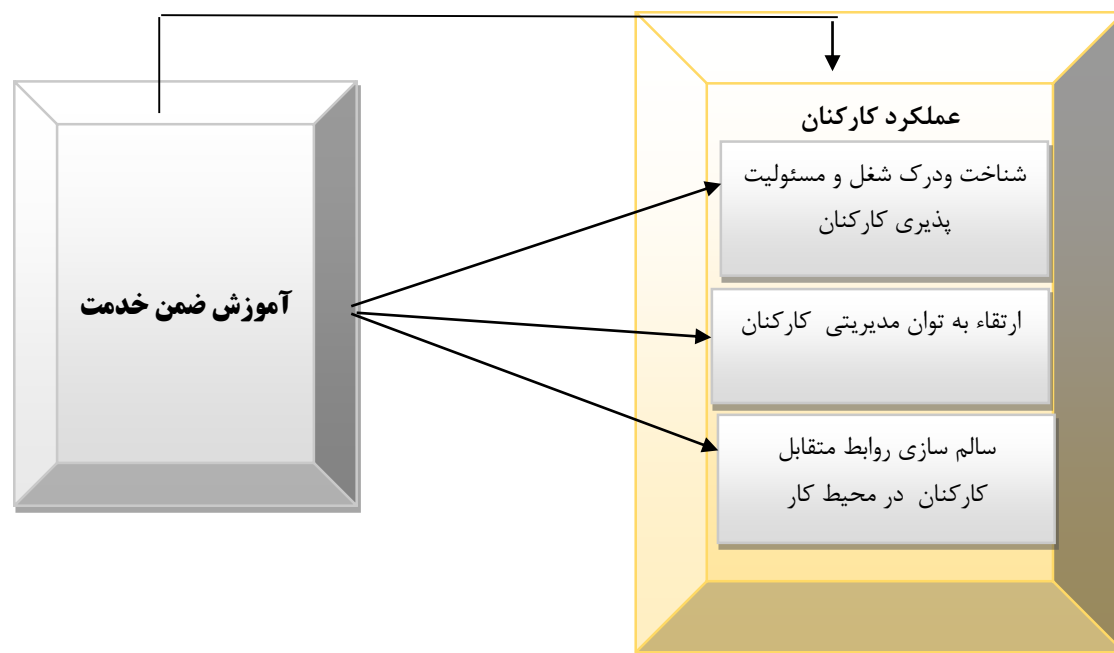 عملکرد کارکنان
شناخت ودرک شغل و مسئولیت
پذیری کارکنان
آموزش ضمن خدمت
ارتقاء به توان مدیریتی کارکنان
سالم سازی روابط متقابل
کارکنان در محیط کار